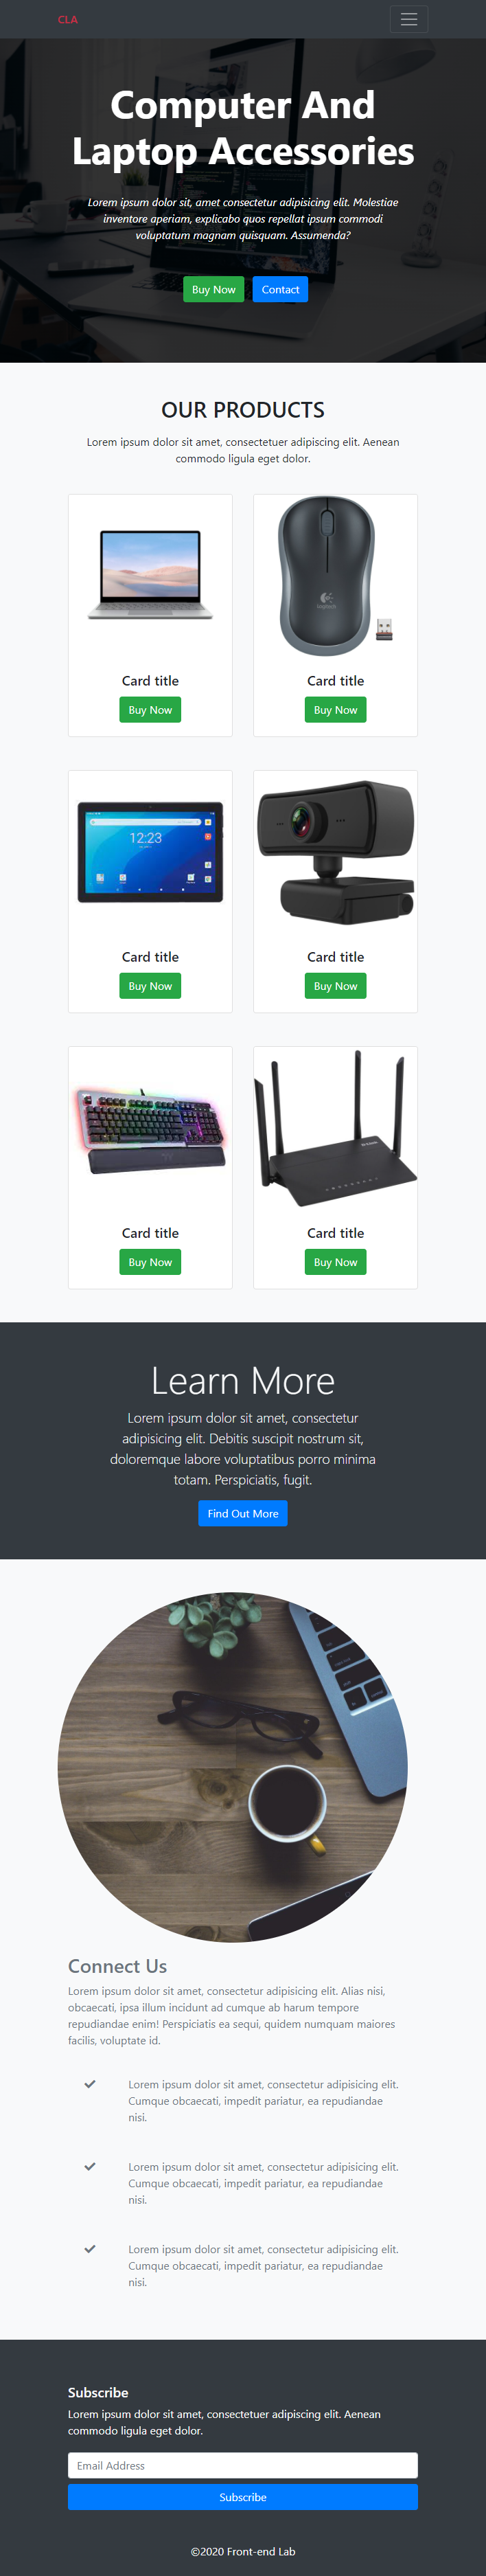 CLA
Computer And
Laptop Accessories
Lorem ipsum dolor sit, amet consectetur adipisicing elit. Molestiae
inventore aperiam, explicabo quos repellat ipsum commodi
voluptatum magnam quisquam. Assumenda?
Buy Now Contact
OUR PRODUCTS
Lorem ipsum dolor sit amet, consectetuer adipiscing elit. Aenean
commodo ligula eget dolor.
Logitech
Card title Card title
Buy Now Buy Now
12:23
Card title Card title
Buy Now Buy Now
D-Link
Card title Card title
Buy Now Buy Now
Learn More
Lorem ipsum dolor sit amet, consectetur
adipisicing elit. Debitis suscipit nostrum sit,
doloremque labore voluptatibus porro minima
totam. Perspiciatis, fugit.
Find Out More
Connect Us
Lorem ipsum dolor sit amet, consectetur adipisicing elit. Alias nisi,
obcaecati, ipsa illum incidunt ad cumque ab harum tempore
repudiandae enim! Perspiciatis ea sequi, quidem numquam maiores
facilis, voluptate id.
Lorem ipsum dolor sit amet, consectetur adipisicing elit.
Cumque obcaecati, impedit pariatur, ea repudiandae
nisi.
Lorem ipsum dolor sit amet, consectetur adipisicing elit.
Cumque obcaecati, impedit pariatur, ea repudiandae
nisi.
Lorem ipsum dolor sit amet, consectetur adipisicing elit.
Cumque obcaecati, impedit pariatur, ea repudiandae
nisi.
Subscribe
Lorem ipsum dolor sit amet, consectetuer adipiscing elit. Aenean
commodo ligula eget dolor.
Email Address
Subscribe
©2020 Front-end Lab